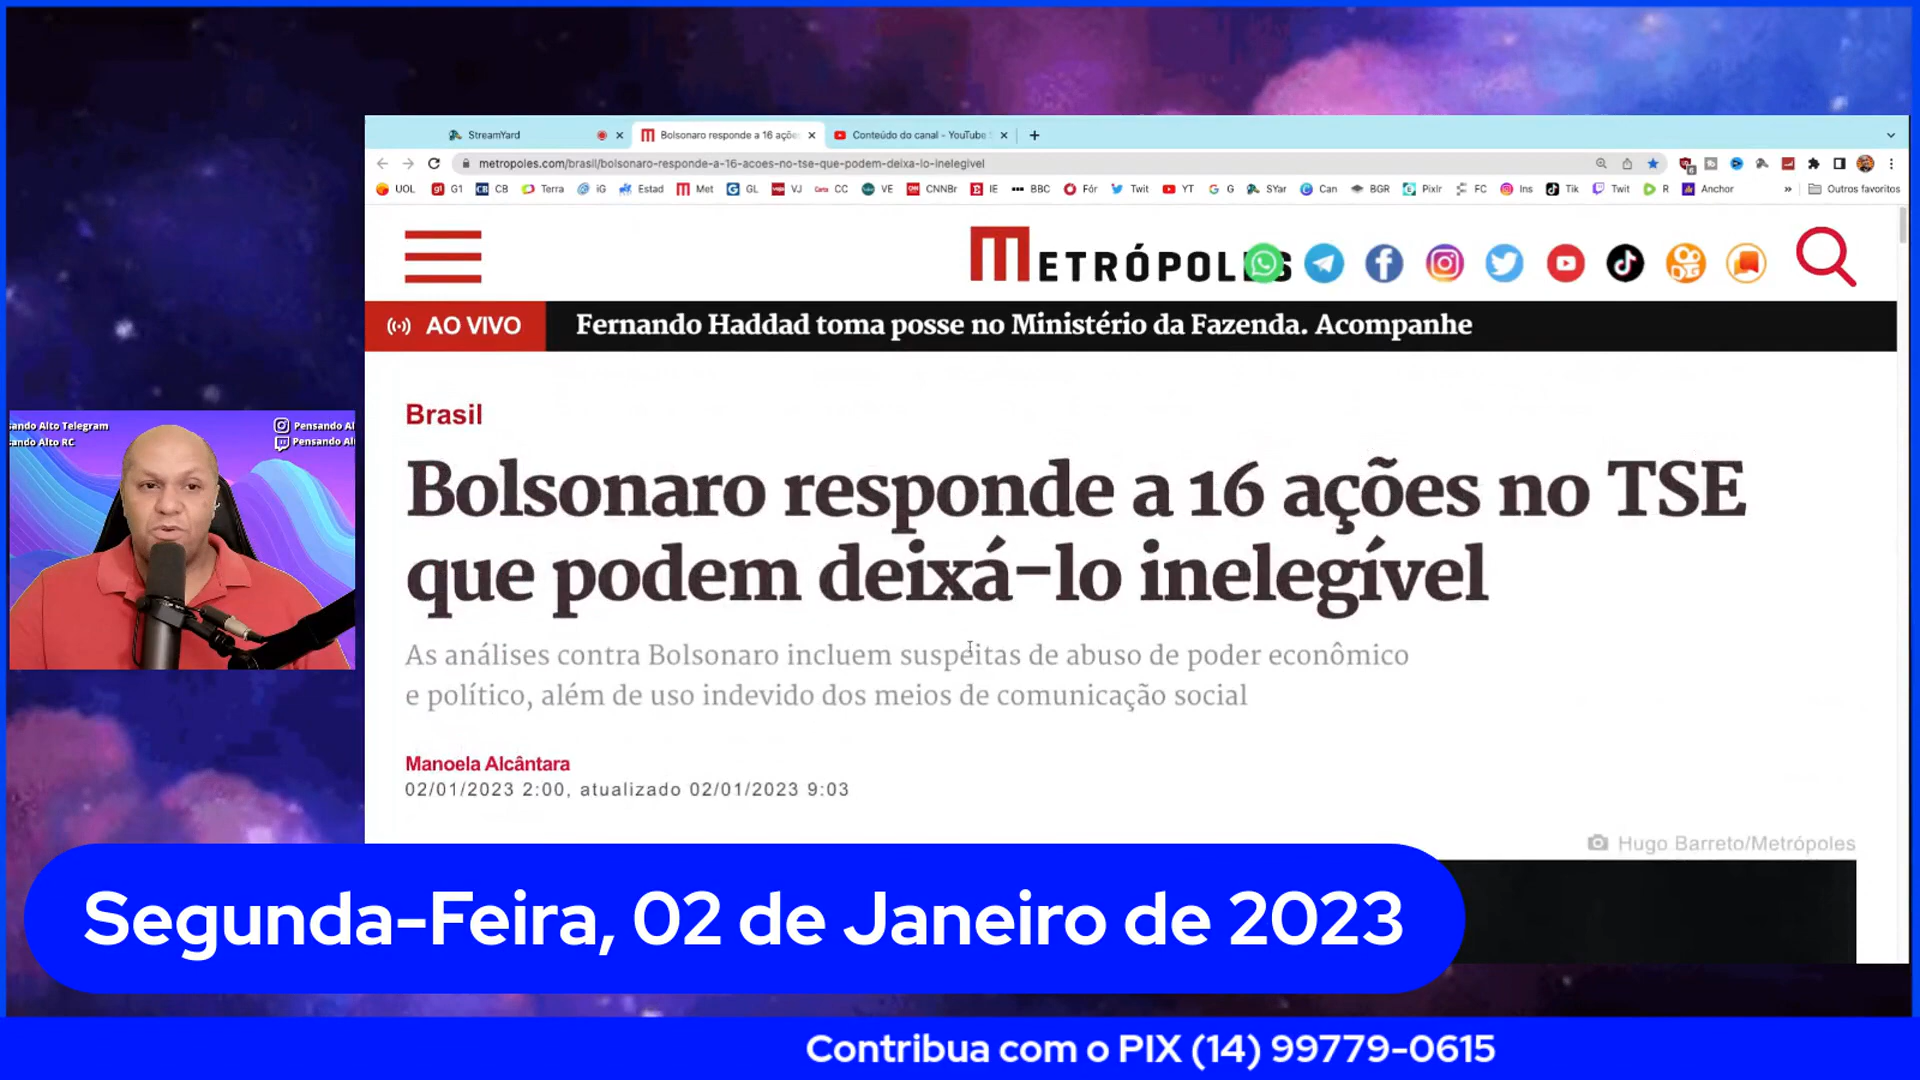 StreamYard
Bolsonaro responde a 16 açõe
Conteúdo do canal - YouTube
metropoles.com/brasil/bolsonaro-responde-a-16-acoes-no-tse-que-podem-deixa-lo-inelegivel
UOL G1 CB Terra iG Estad Met GL VJ CC VE CNNBr IE BBC Fór Twit YT G SYar Can BGR Pixlr FC Ins Tik Twit R Anchor » Outros favoritos
METRÓPOLES
AO VIVO
Fernando Haddad toma posse no Ministério da Fazenda. Acompanhe
Brasil
Bolsonaro responde a 16 ações no TSE
que podem deixá-lo inelegível
As análises contra Bolsonaro incluem suspeitas de abuso de poder econômico
e político, além de uso indevido dos meios de comunicação social
Manoela Alcântara
02/01/2023 2:00, atualizado 02/01/2023 9:03
Hugo Barreto/Metrópoles
ando Alto Telegram
ando Alto RC
Pensando Al
Pensando Al
Segunda-Feira, 02 de Janeiro de 2023
Contribua com o PIX (14) 99779-0615